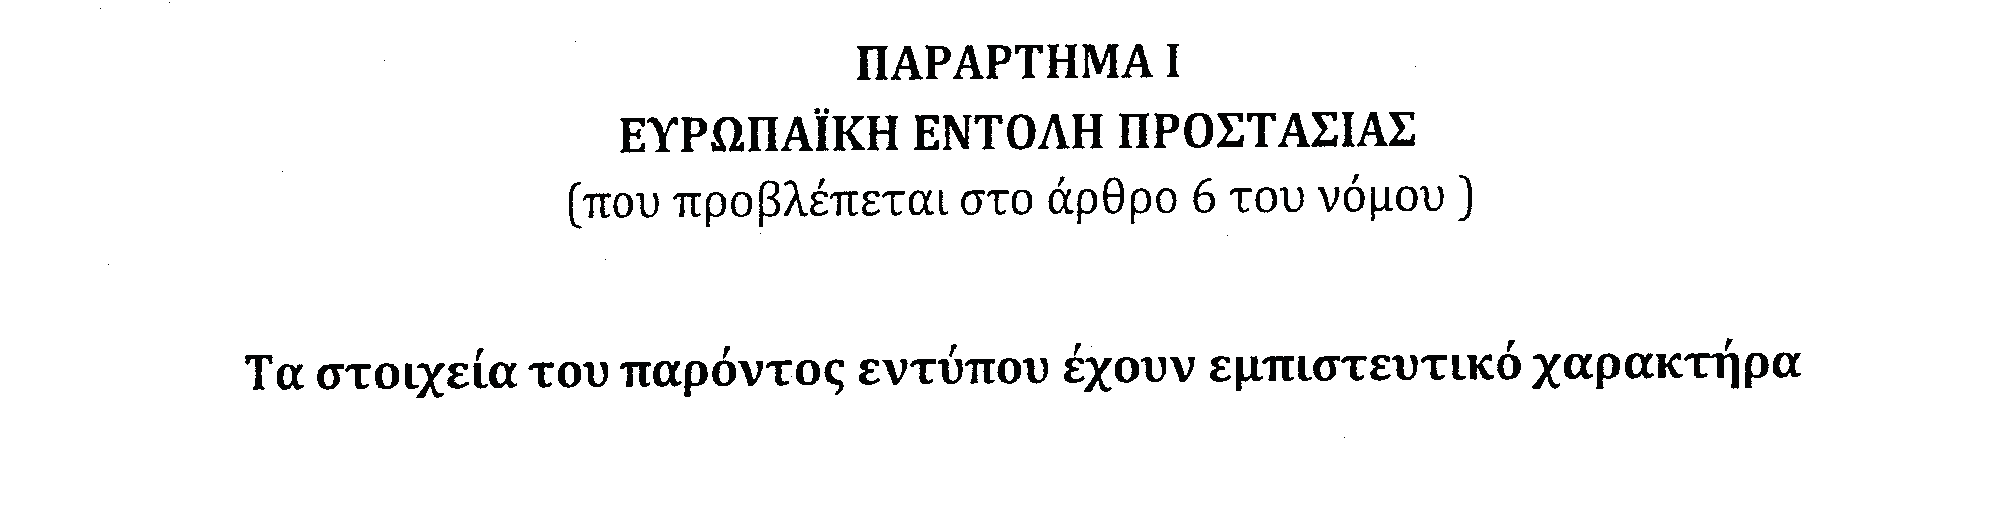 ΠΑΡΑΡΤΗΜΑ Ι
ΕΥΡΩΠΑΪΚΗ ΕΝΤΟΛΗ ΠΡΟΣΤΑΣΙΑΣ
(που προβλέπεται στο άρθρο 6 του νόμου )
Τα στοιχεία του παρόντος εντύπου έχουν εμπιστευτικό χαρακτήρα